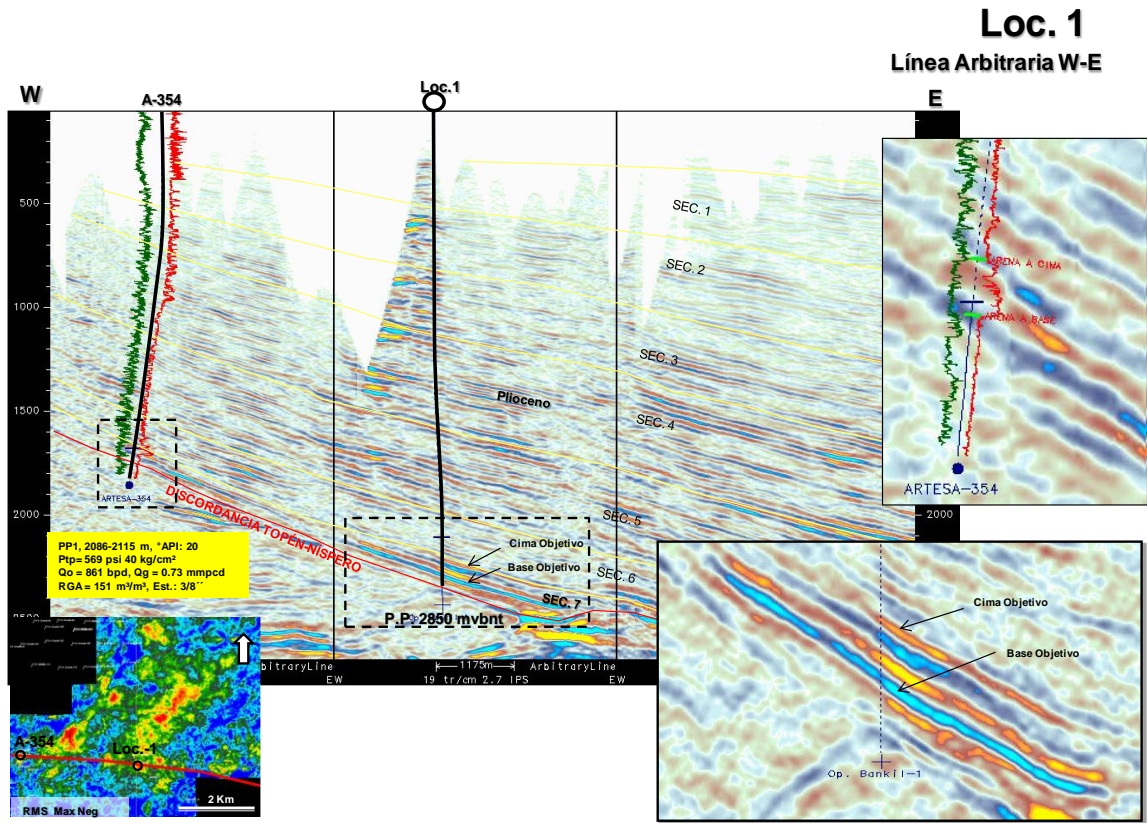 Loc. 1
Línea Arbitraria W-E
W
A-354
Loc.1
E
500
1000
1500
2000
SEC. 1
SEC. 2
SEC. 3
Plioceno
SEC. 4
SEC. 5
SEC. 6
SEC. 7
ARTESA-354
DISCORDANCIA TOPÉN-NÍSPERO
Cima Objetivo
Base Objetivo
P.P. 2850 mvbnt
ARENA A CIMA
ARENA A BASE
ARTESA-354
2000
PP1, 2086-2115 m, °API: 20
Ptp= 569 psi 40 kg/cm²
Qo = 861 bpd, Qg = 0.73 mmpcd
RGA= 151 m³/m³, Est.: 3/8´´
bitraryLine
EW
1175m
19 tr/cm 2.7 IPS
ArbitraryLine
EW
A-354
Loc.-1
2 Km
RMS Max Neg
Cima Objetivo
Base Objetivo
Op. Bankil-1